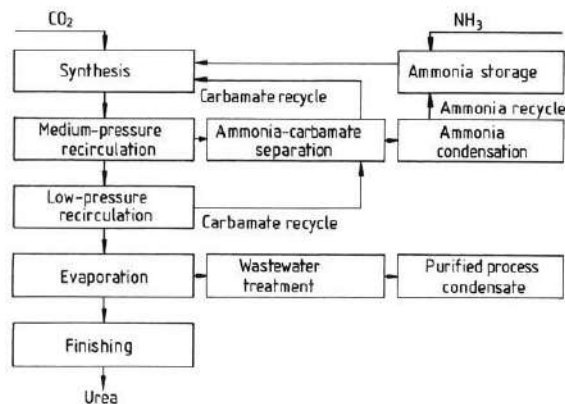 CO₂
NH₃
Synthesis
Ammonia storage
Carbamate recycle
Ammonia recycle
Medium-pressure
recirculation
Ammonia-carbamate
separation
Ammonia
condensation
Low-pressure
recirculation
Carbamate recycle
Evaporation
Wastewater
treatment
Purified process
condensate
Finishing
Urea